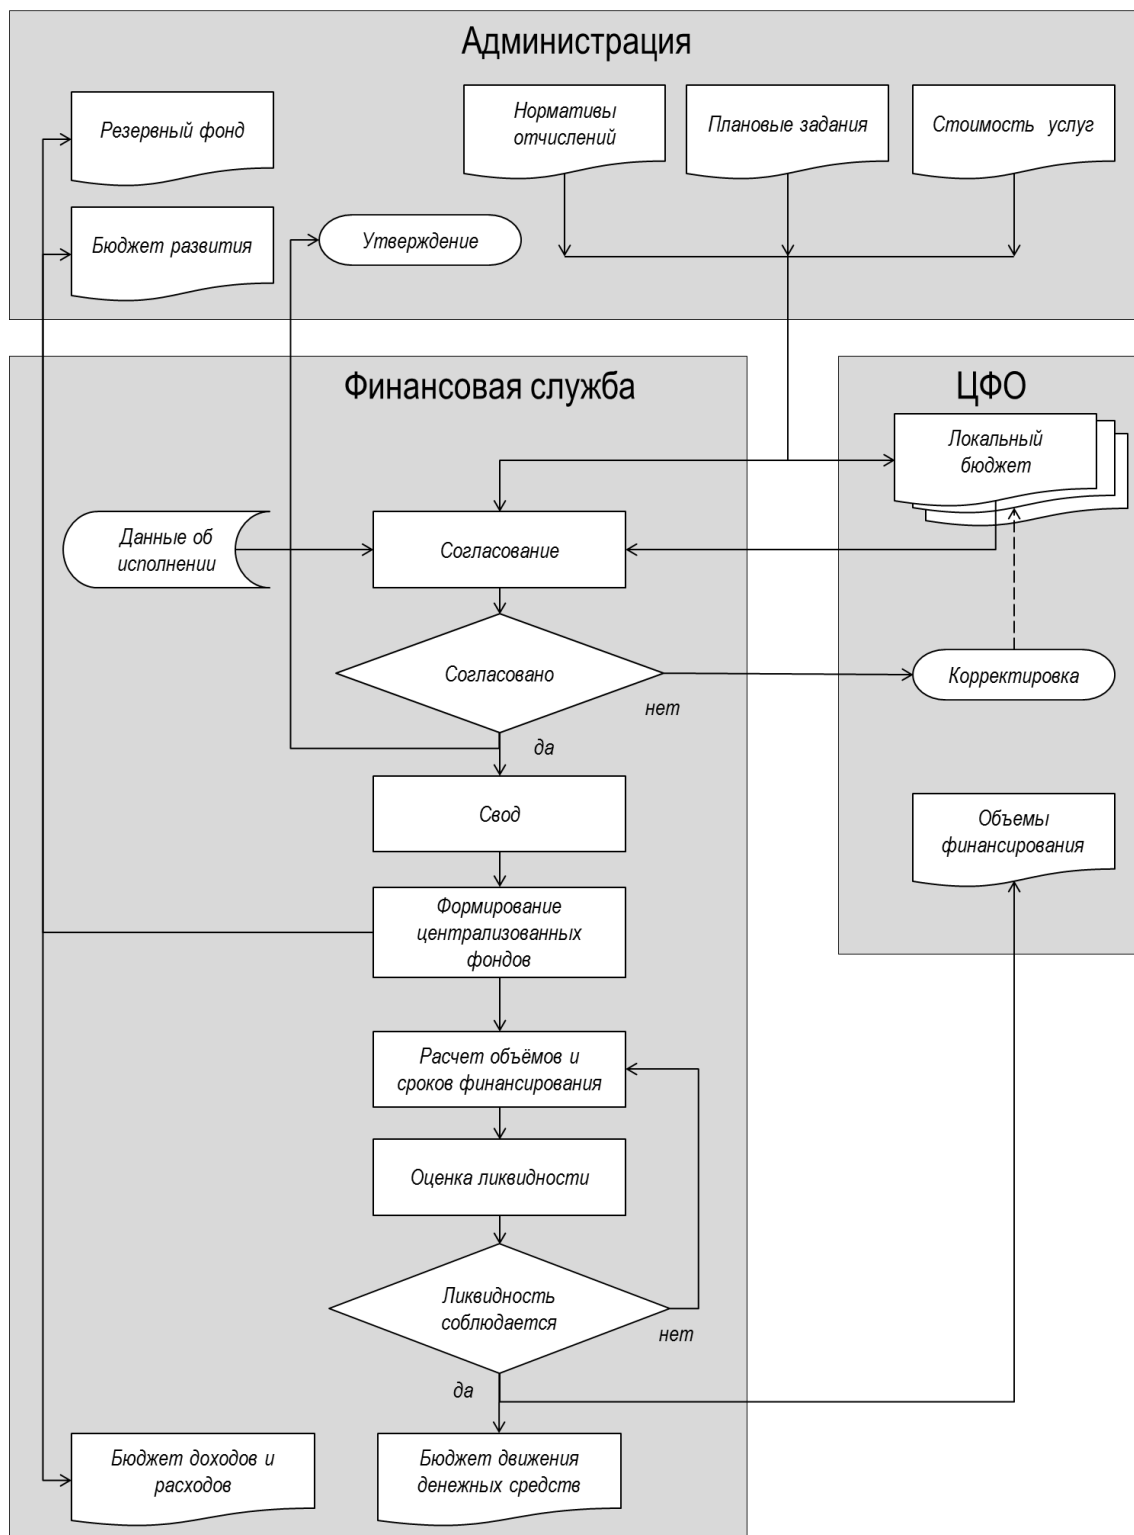 Администрация
Резервный фонд
Нормативы
отчислений
Плановые задания
Стоимость услуг
Бюджет развития
Утверждение
Финансовая служба
ЦФО
Локальный
бюджет
Данные об
исполнении
Согласование
Согласовано
нет
Корректировка
да
Свод
Объемы
финансирования
Формирование
централизованных
фондов
Расчет объёмов и
сроков финансирования
Оценка ликвидности
Ликвидность
соблюдается
нет
да
Бюджет доходов и
расходов
Бюджет движения
денежных средств